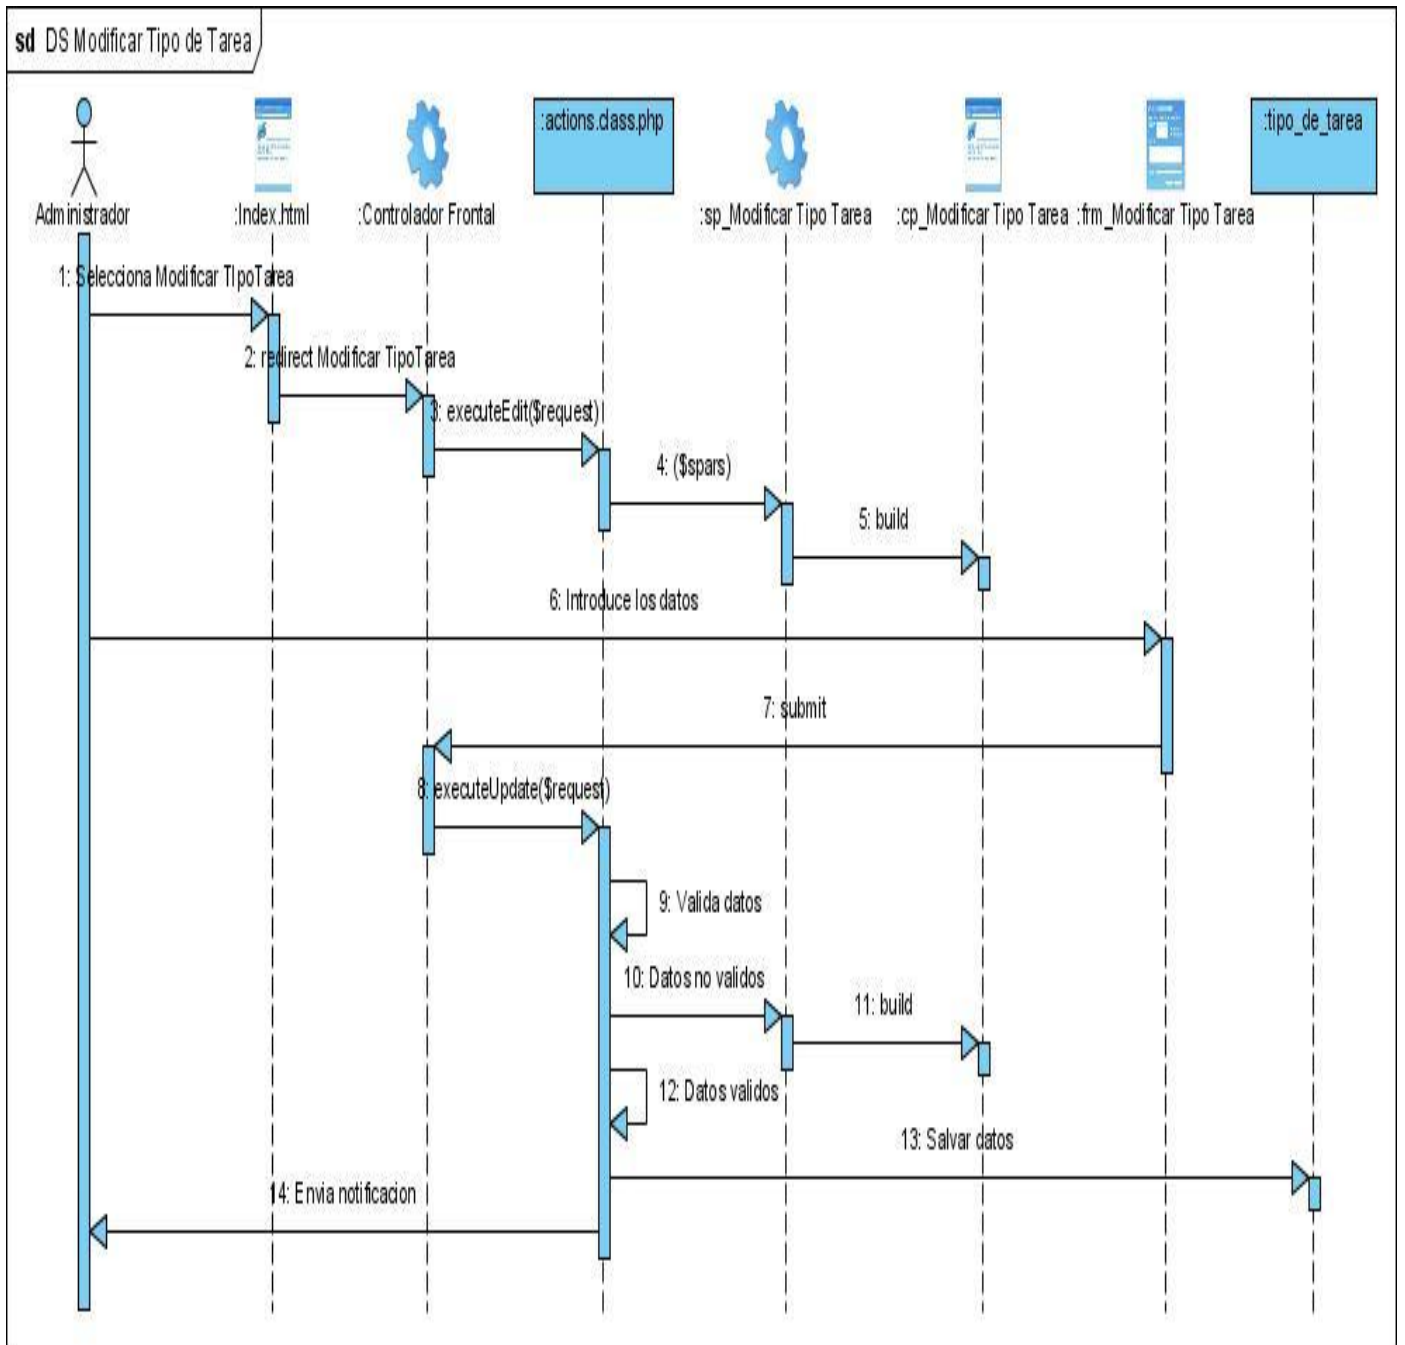 sd DS Modificar Tipo de Tarea
:actions.class.php
:tipo_de_tarea
Administrador
:Index.html
:Controlador Frontal
:sp_Modificar Tipo Tarea
:cp_Modificar Tipo Tarea
:frm_Modificar Tipo Tarea
1: Selecciona Modificar TIpoTarea
2: redirect Modificar TipoTarea
3: executeEdit($request)
4: ($spars)
5: build
6: Introduce los datos
7: submit
8: executeUpdate($request)
9: Valida datos
10: Datos no validos
11: build
12: Datos validos
13: Salvar datos
14: Envia notificacion